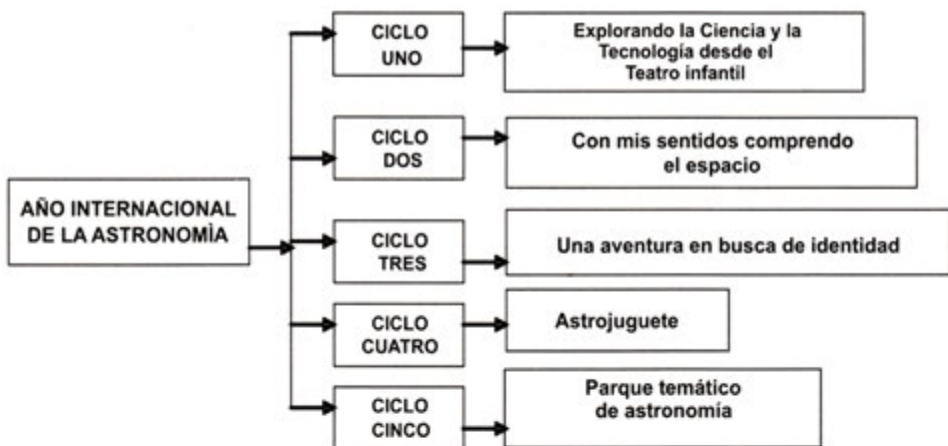 AÑO INTERNACIONAL
DE LA ASTRONOMÌA
CICLO
UNO
Explorando la Ciencia y la
Tecnología desde el
Teatro infantil
CICLO
DOS
Con mis sentidos comprendo
el espacio
CICLO
TRES
Una aventura en busca de identidad
CICLO
CUATRO
Astrojuguete
CICLO
CINCO
Parque temático
de astronomía